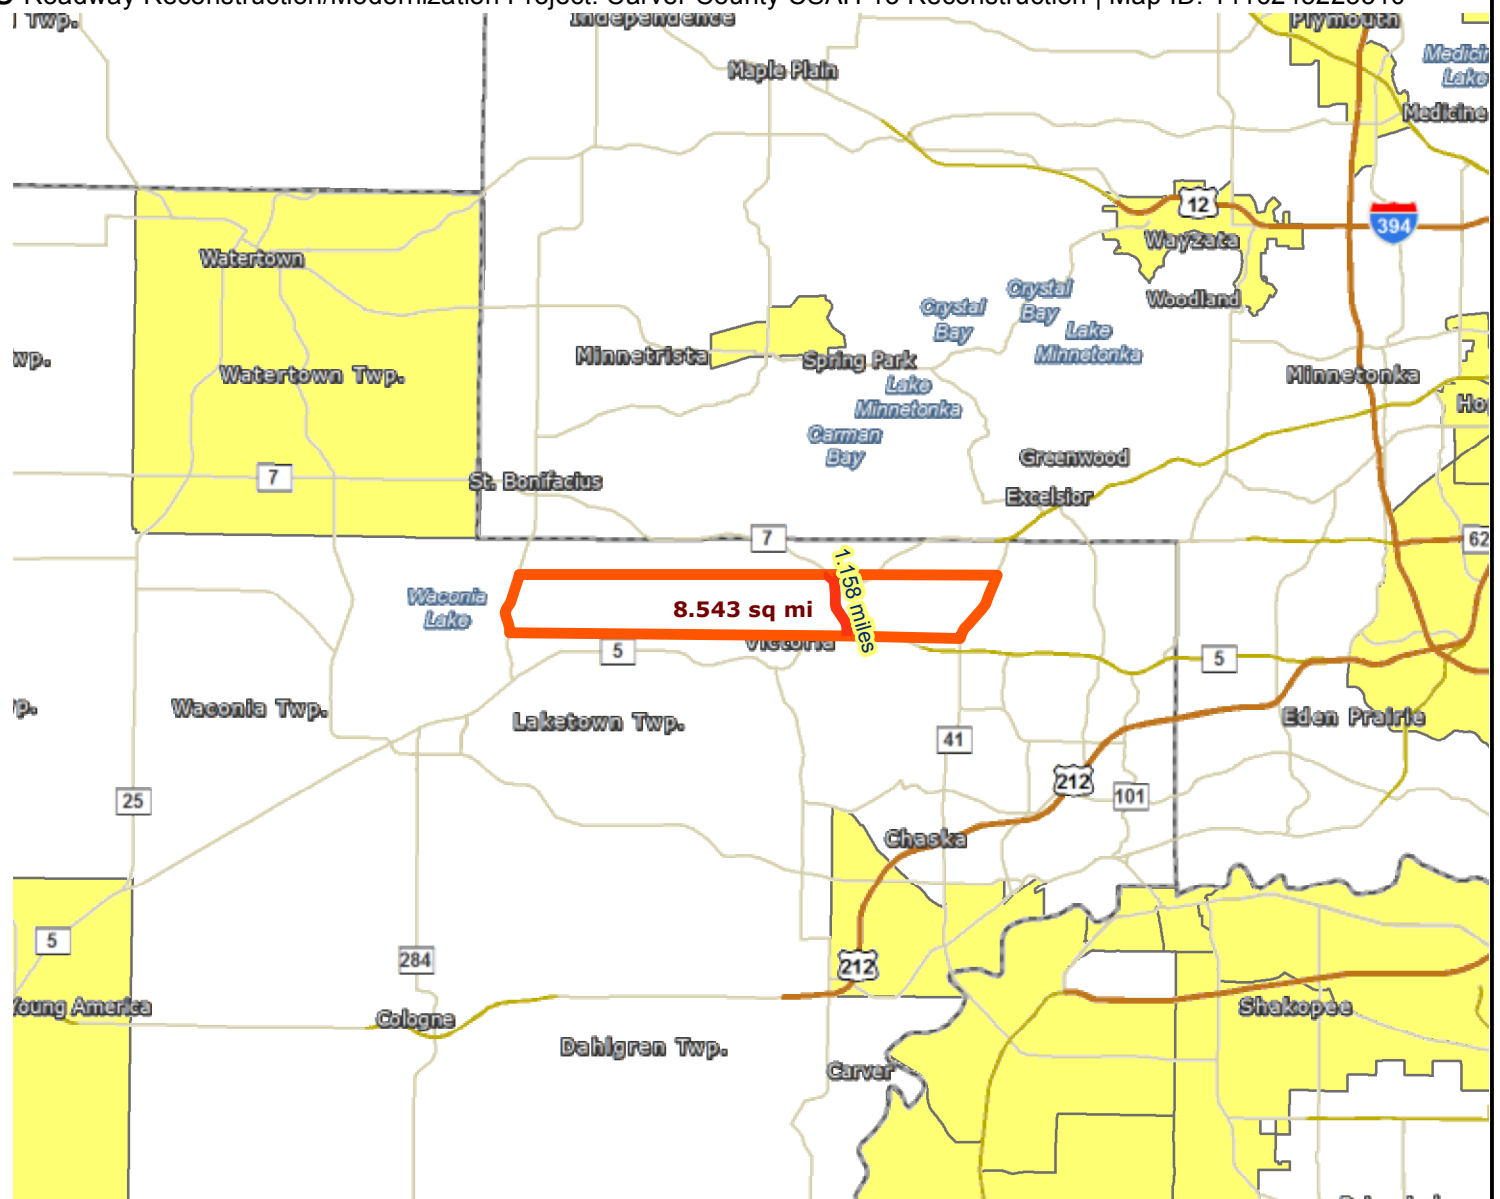 Roadway Reconstruction/Modernization Project: Carver County CSAH
Map ID:
Twp.
Independence
Plymouth
Maple Plain
Medicine
Lake
12
394
Watertown
Wayzata
Crystal
Bay
Crystal
Bay
Woodland
Lake
Minnetonka
wp.
Minnetrista
Spring Park
Watertown Twp.
Minnetonka
Lake
Minnetonka
Ho
Carman
Bay
Greenwood
7
St. Bonifacius
Excelsior
7
62
Waconia
Lake
8.543 sq mi
1.158 miles
Victoria
5
5
p.
Waconia Twp.
Laketown Twp.
Eden Prairie
41
212
101
25
Chaska
5
284
212
Young America
Cologne
Shakopee
Dahlgren Twp.
Carver